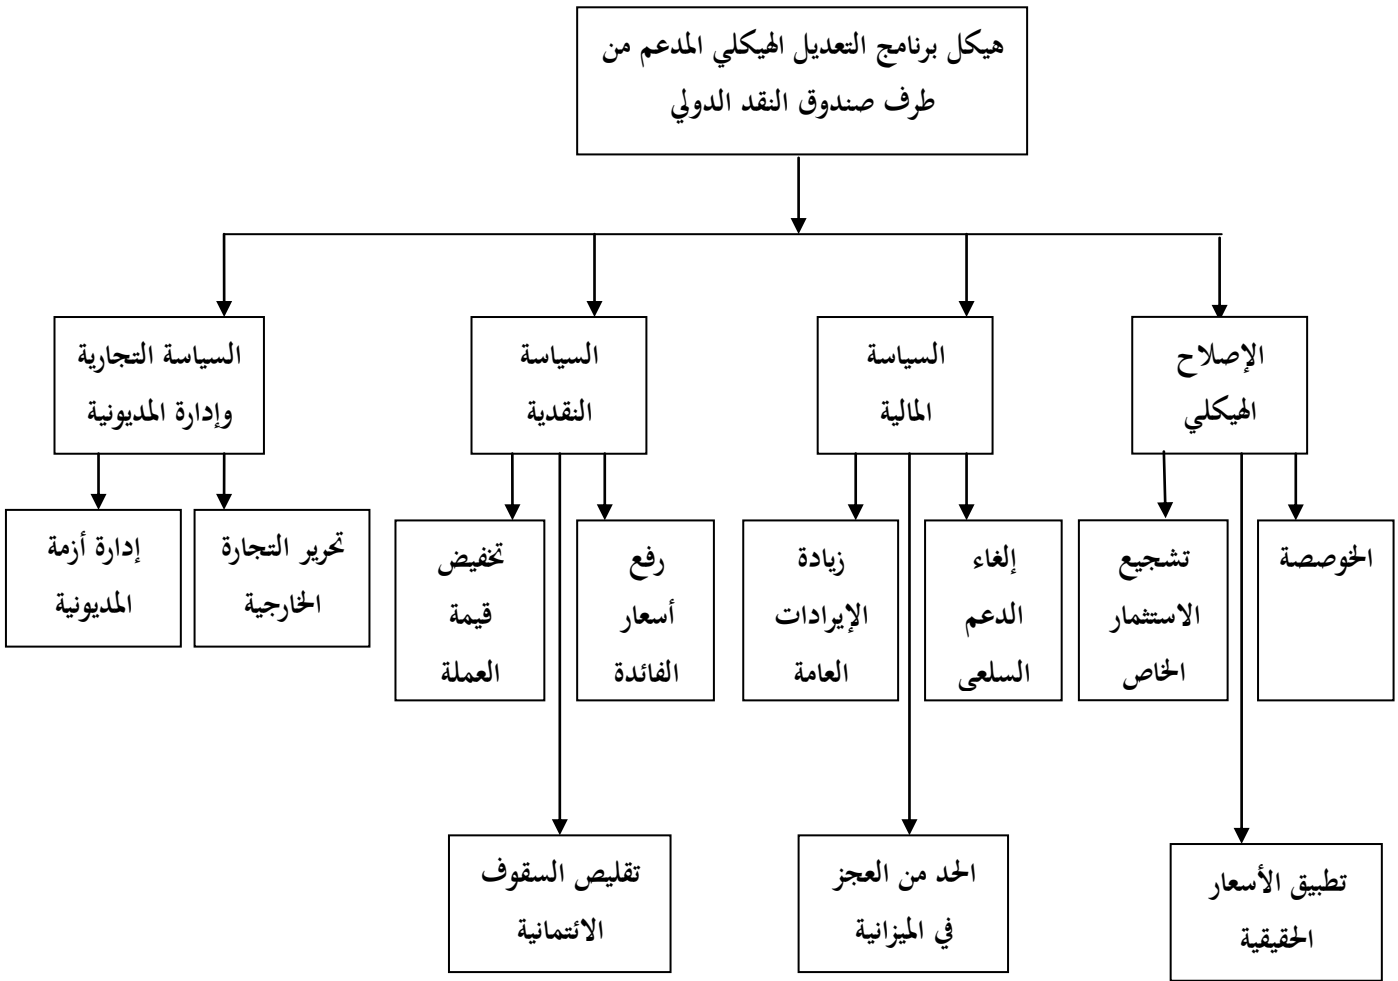 هيكل برنامج التعديل الهيكلي المدعم من
طرف صندوق النقد الدولي
الإصلاح
الهيكلي
السياسة
المالية
السياسة
النقدية
السياسة التجارية
وإدارة المديونية
الخوصصة
تشجيع
الاستثمار
الخاص
إلغاء
الدعم
السلعى
زيادة
الإيرادات
العامة
رفع
أسعار
الفائدة
تخفيض
قيمة
العملة
تحرير التجارة
الخارجية
إدارة أزمة
المديونية
تطبيق الأسعار
الحقيقية
الحد من العجز
في الميزانية
تقليص السقوف
الائتمانية